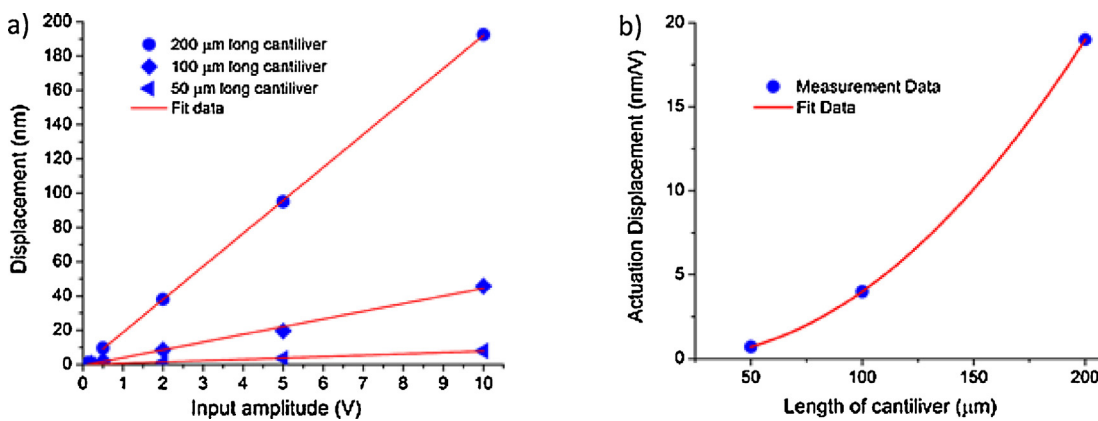 a)
200
180
160
140
120
100
80
60
40
20
0
Displacement (nm)
200 μm long cantiliver
100 μm long cantiliver
50 μm long cantiliver
Fit data
0 1 2 3 4 5 6 7 8 9 10
Input amplitude (V)
b)
20
15
10
5
0
Actuation Displacement (nm/V)
Measurement Data
Fit Data
50 100 150 200
Length of cantiliver (μm)